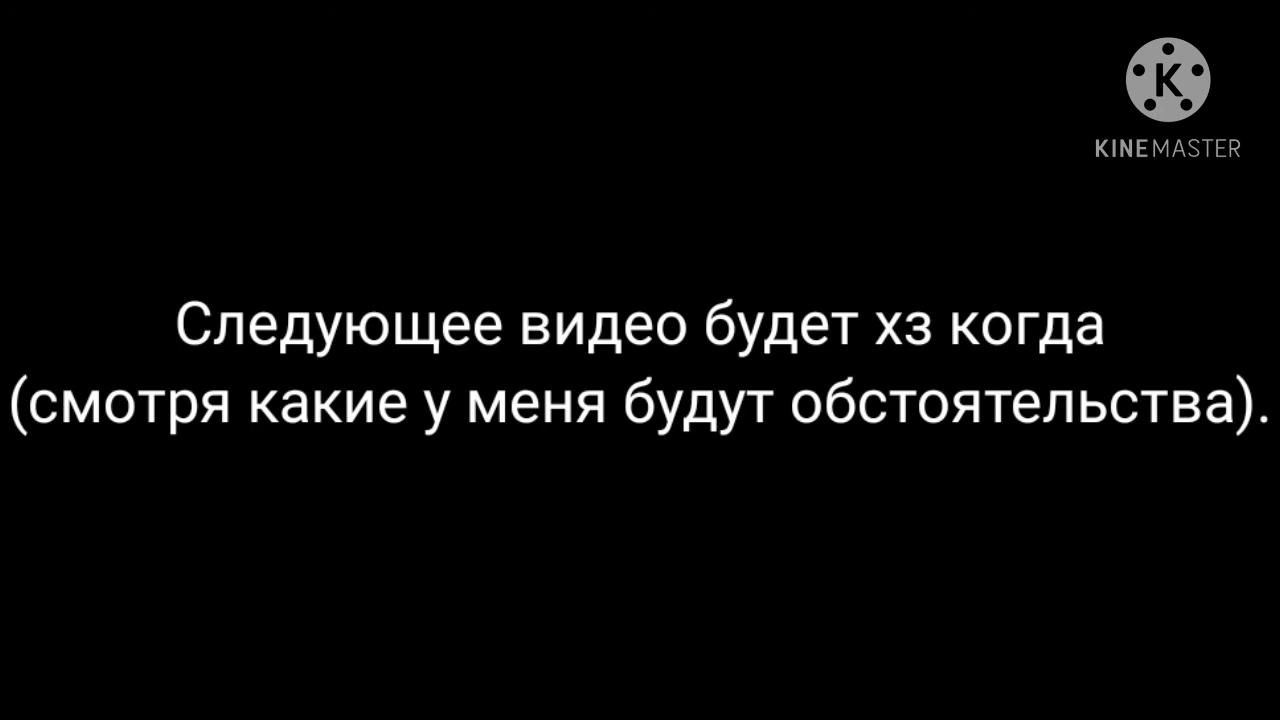 K
KINEMASTER
Следующее видео будет хз когда
(смотря какие у меня будут обстоятельства).